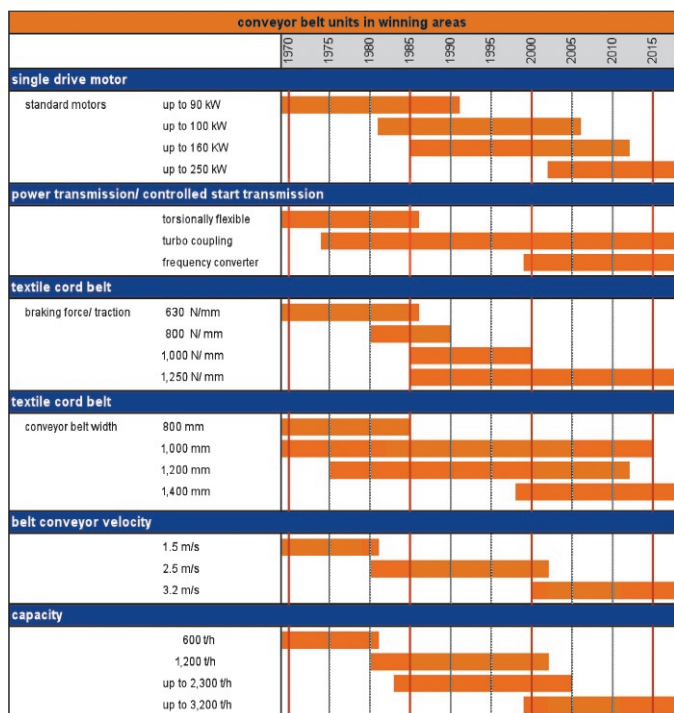 conveyor belt units in winning areas
1970 1975 1980 1985 1990 1995 2000 2005 2010 2015
single drive motor
standard motors up to 90 kW
up to 100 kW
up to 160 KW
up to 250 kW
power transmission/ controlled start transmission
torsionally flexible
turbo coupling
frequency converter
textile cord belt
braking force/ traction 630 N/mm
800 N/ mm
1,000 N/ mm
1,250 N/ mm
textile cord belt
conveyor belt width 800 mm
1,000 mm
1,200 mm
1,400 mm
belt conveyor velocity
1.5 m/s
2.5 m/s
3.2 m/s
capacity
600 t/h
1,200 t/h
up to 2,300 t/h
up to 3,200 t/h